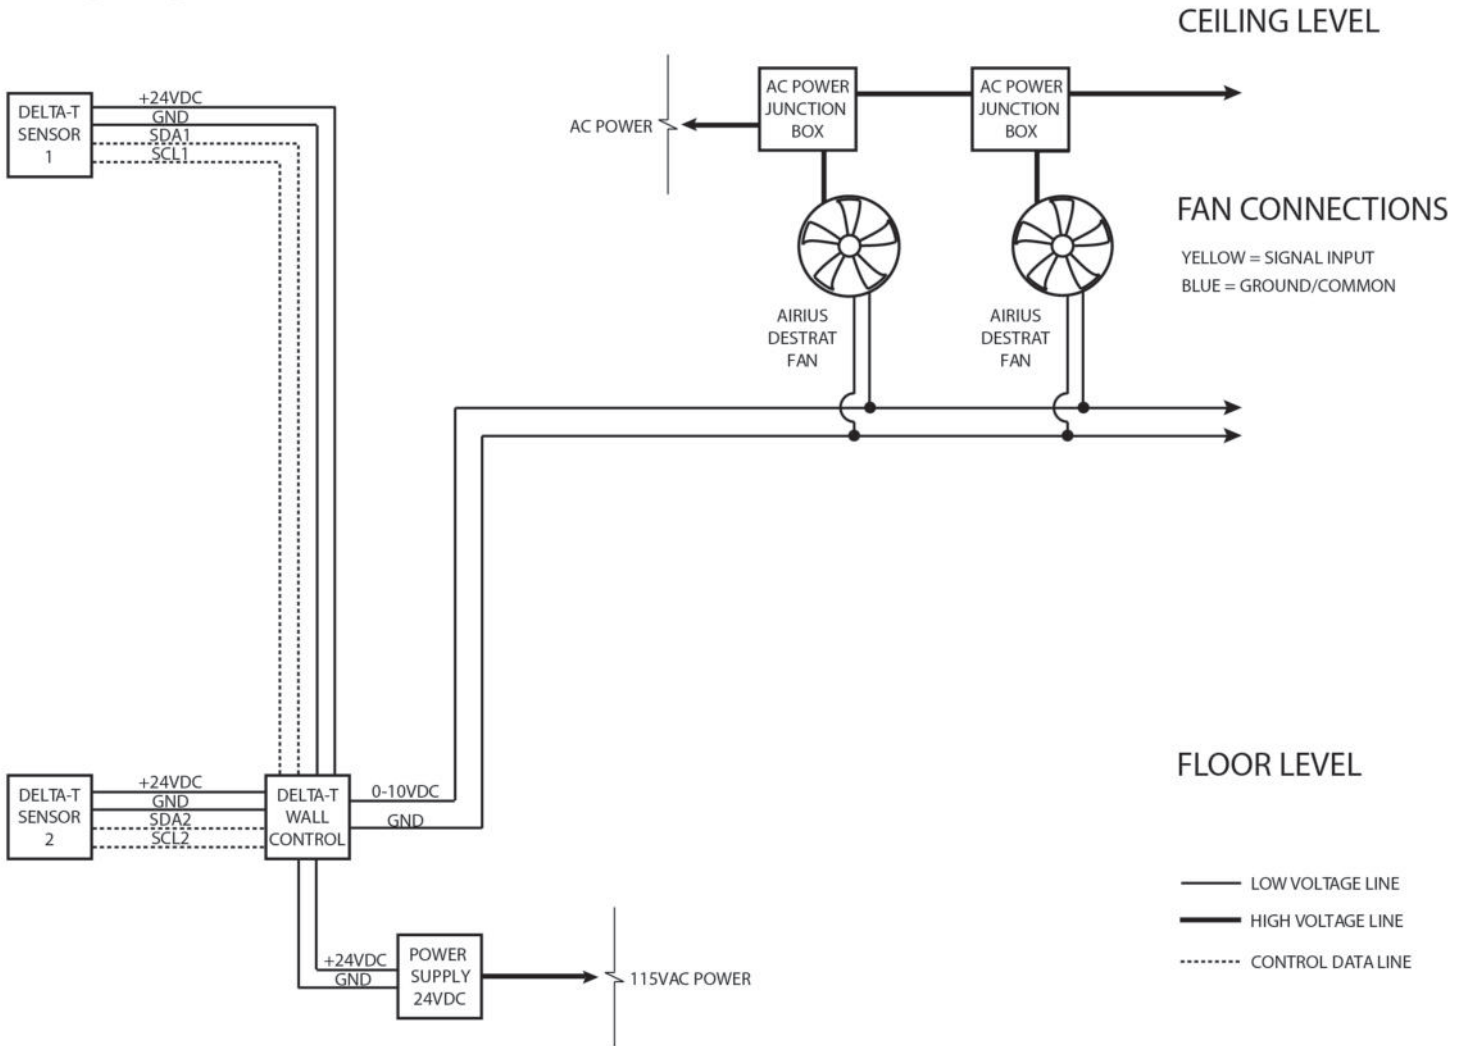 CEILING LEVEL
+24VDC
GND
SDA1
SCL1
DELTA-T
SENSOR
1
AC POWER
AC POWER
JUNCTION
BOX
AC POWER
JUNCTION
BOX
FAN CONNECTIONS
YELLOW = SIGNAL INPUT
BLUE = GROUND/COMMON
AIRIUS
DESTRAT
FAN
AIRIUS
DESTRAT
FAN
FLOOR LEVEL
DELTA-T
SENSOR
2
+24VDC
GND
SDA2
SCL2
DELTA-T
WALL
CONTROL
0-10VDC
GND
LOW VOLTAGE LINE
HIGH VOLTAGE LINE
CONTROL DATA LINE
+24VDC
GND
POWER
SUPPLY
24VDC
115VAC POWER